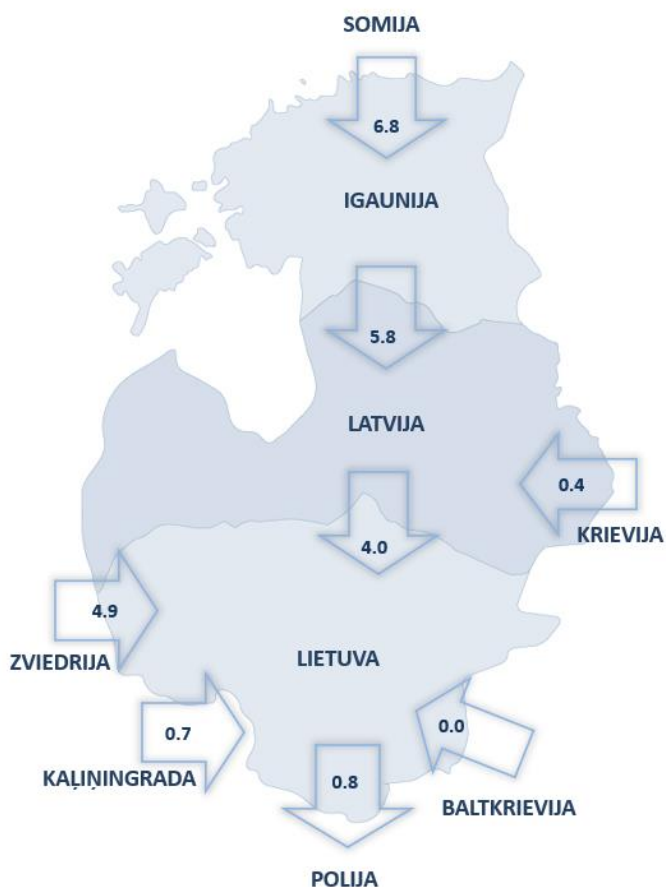 SOMIJA
6.8
IGAUNIJA
5.8
LATVIJA
0.4
KRIEVIJA
4.0
4.9
ZVIEDRIJA
LIETUVA
0.7
0.0
KAĻIŅINGRADA
0.8
BALTKRIEVIJA
POLIJA